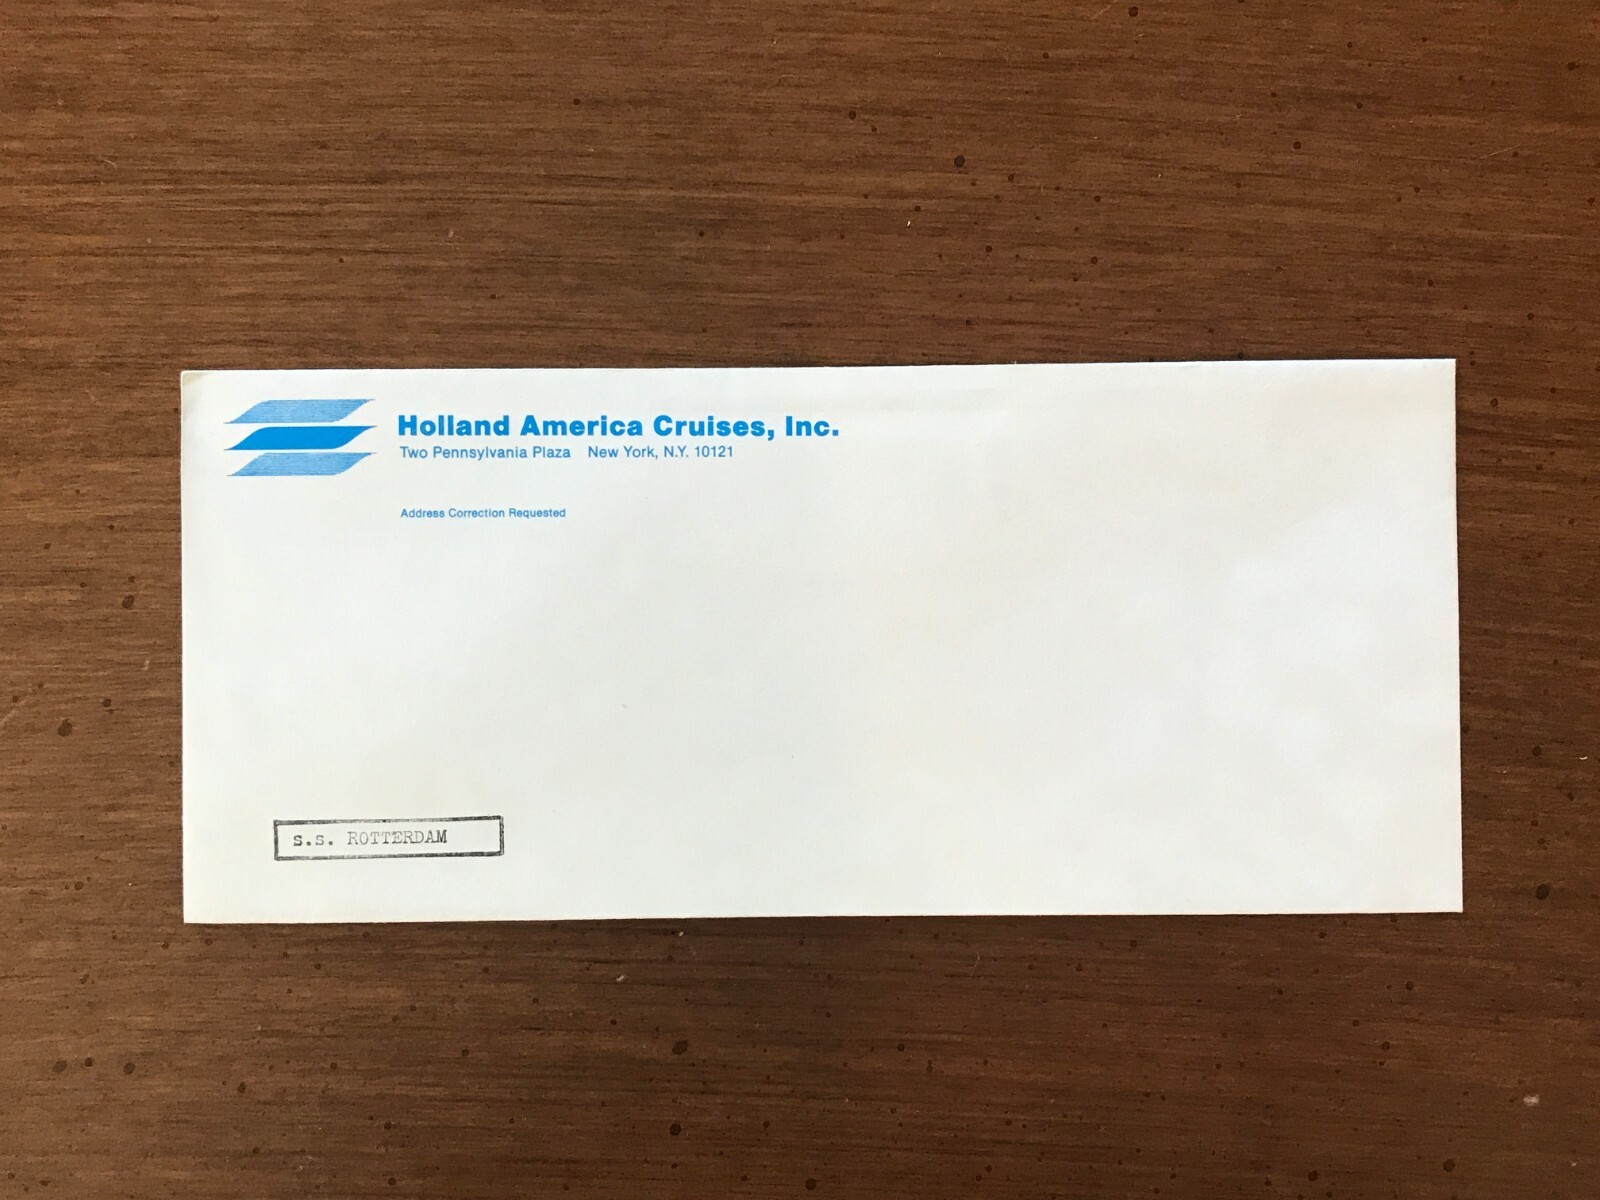 Holland America Cruises, Inc.
Two Pennsylvania Plaza New York, N.Y. 10121
Address Correction Requested
s.s. ROTTERDAM